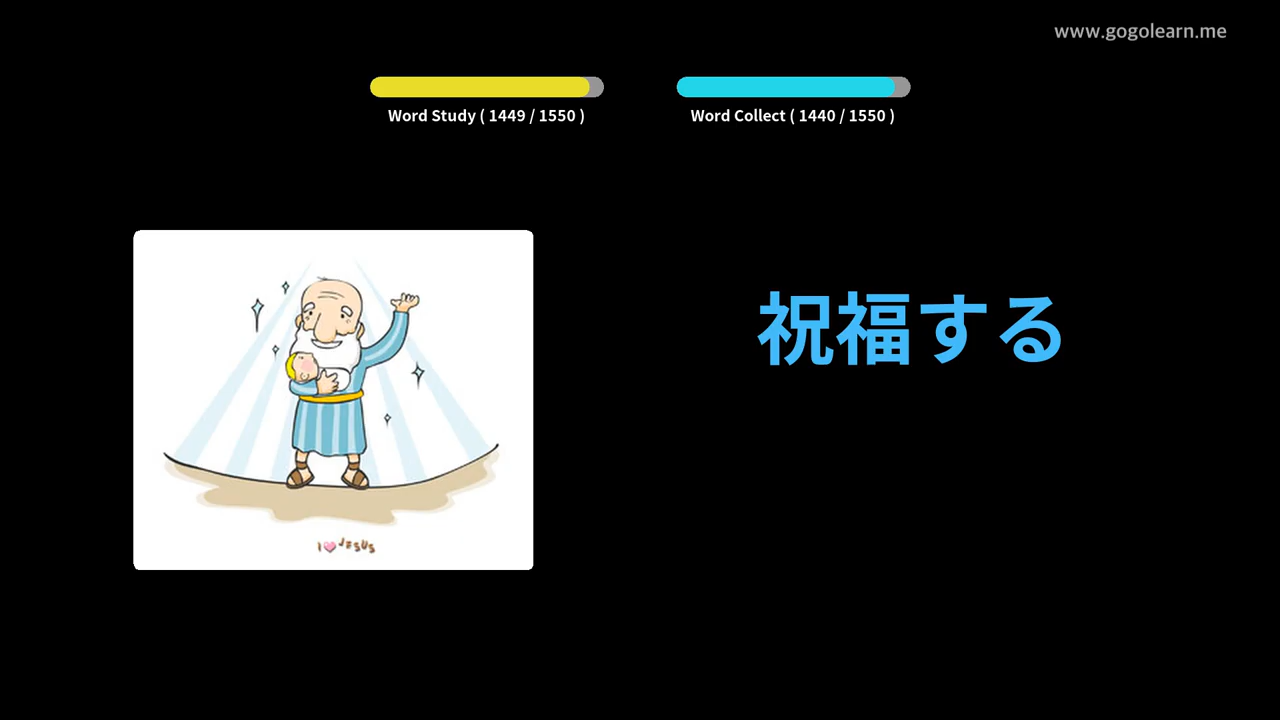 www.gogolearn.me
Word Study ( 1449 / 1550 )
Word Collect ( 1440 / 1550 )
祝福する
I ♥ JESUS